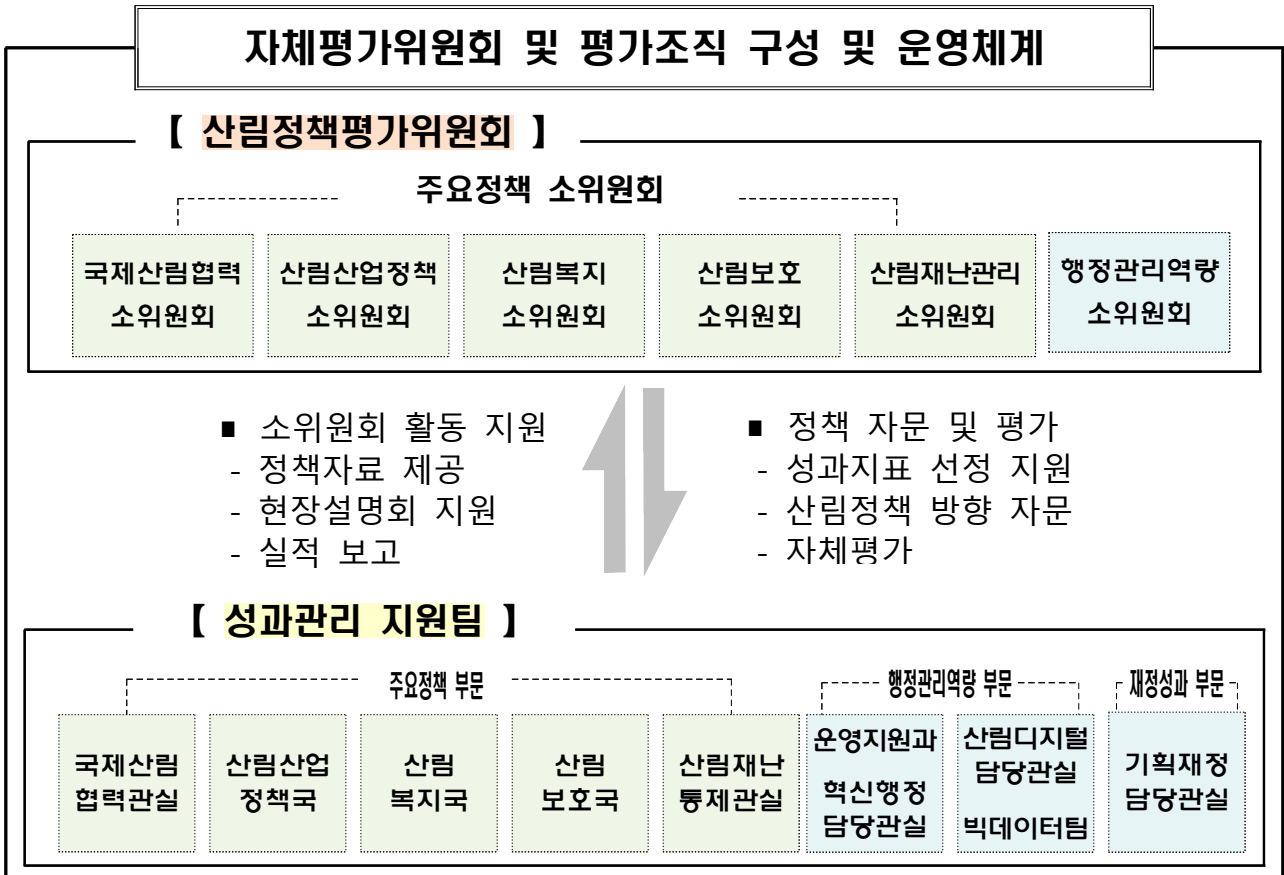 자체평가위원회 및 평가조직 구성 및 운영체계
【 산림정책평가위원회 】
주요정책 소위원회
국제산림협력
소위원회
산림산업정책
소위원회
산림복지
소위원회
산림보호
소위원회
산림재난관리
소위원회
행정관리역량
소위원회
■ 소위원회 활동 지원
- 정책자료 제공
- 현장설명회 지원
- 실적 보고
■ 정책 자문 및 평가
- 성과지표 선정 지원
- 산림정책 방향 자문
- 자체평가
【 성과관리 지원팀 】
주요정책 부문
국제산림
협력관실
산림산업
정책국
산림
복지국
산림
보호국
산림재난
통제관실
행정관리역량 부문
운영지원과
혁신행정
담당관실
산림디지털
담당관실
빅데이터팀
재정성과 부문
기획재정
담당관실